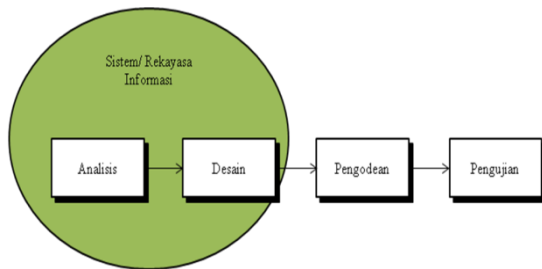 Sistem/ Rekayasa
Informasi
Analisis
Desain
Pengodean
Pengujian